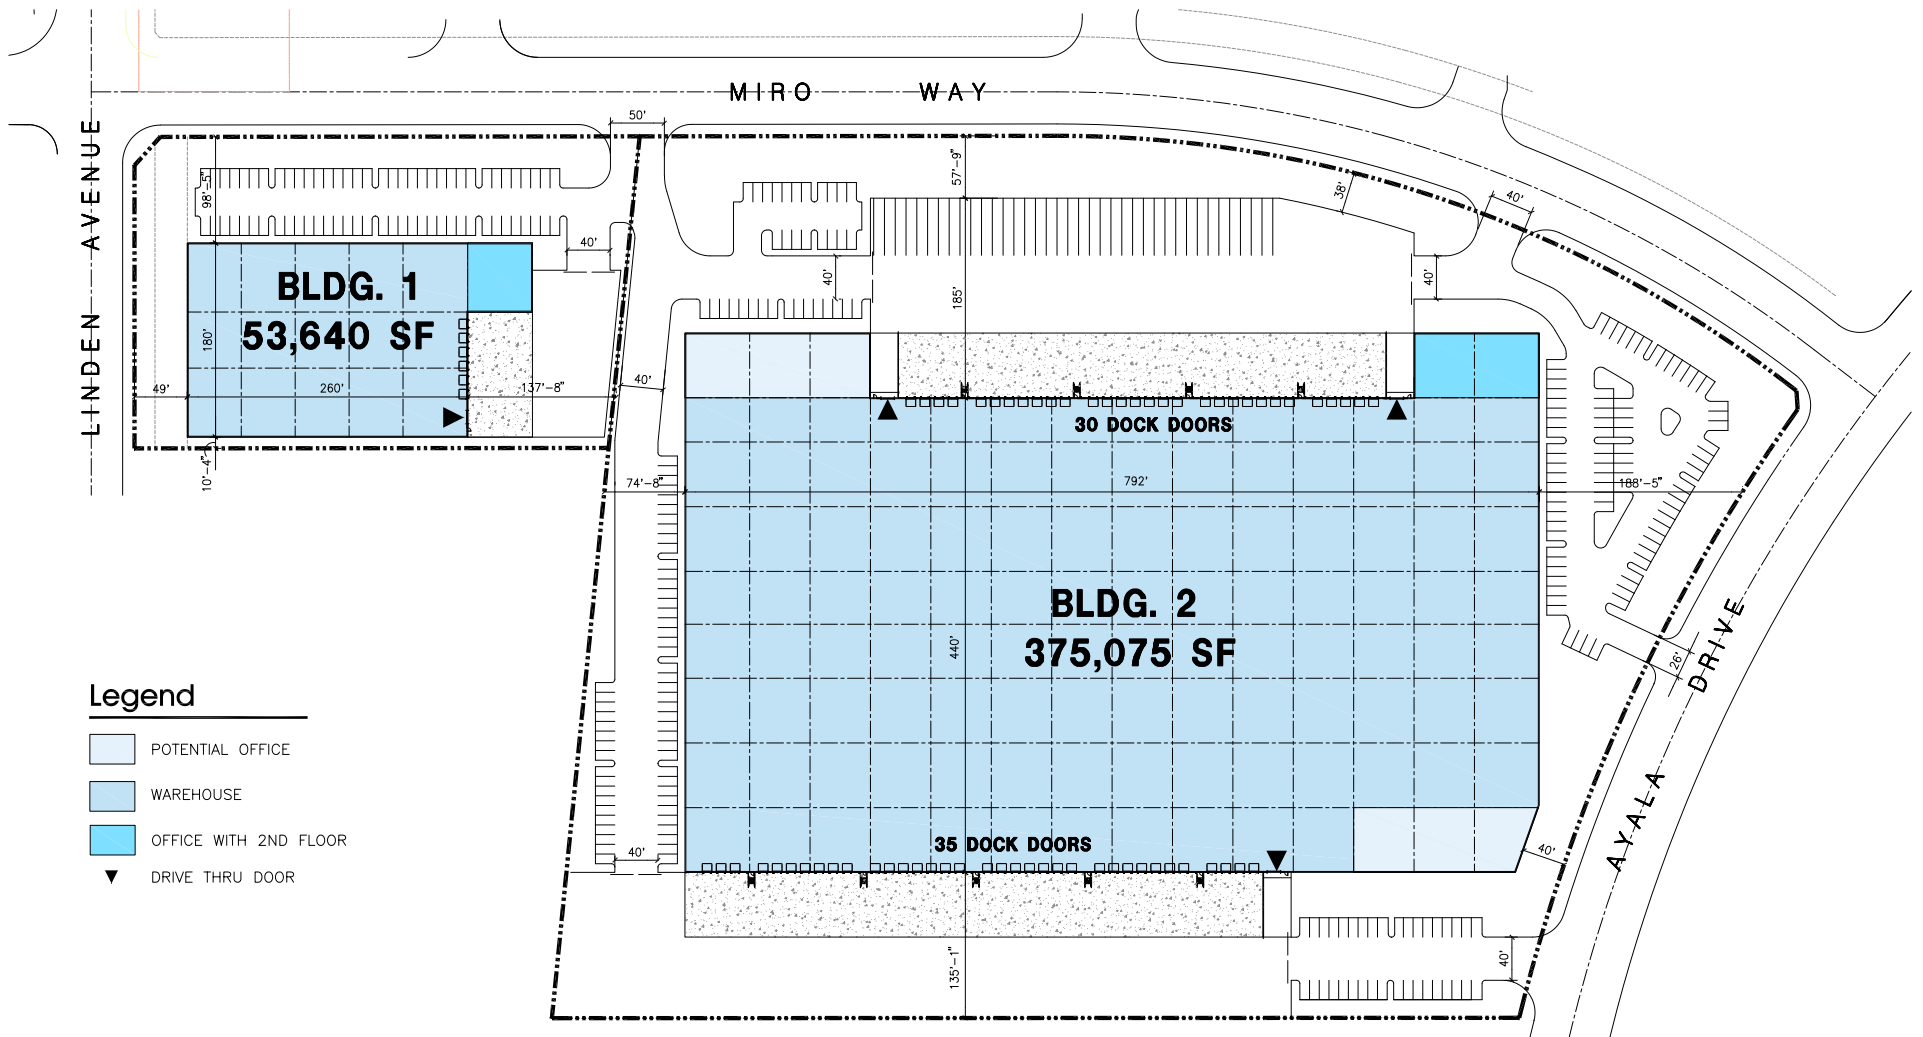 MIRO WAY
50'
LINDEN AVENUE
98'-5"
57'-9"
38'
40'
40'
BLDG. 1
53,640 SF
180'
40'
185'
40'
49'
260'
137'-8"
40'
10'-4"
30 DOCK DOORS
74'-8"
792'
188'-5"
BLDG. 2
375,075 SF
440'
26'
AYALA DRIVE
Legend
POTENTIAL OFFICE
WAREHOUSE
OFFICE WITH 2ND FLOOR
DRIVE THRU DOOR
35 DOCK DOORS
40'
40'
135'-1"
40'